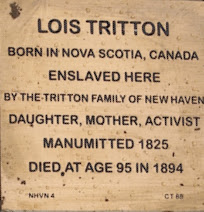 LOIS TRITTON
BORN IN NOVA SCOTIA, CANADA
ENSLAVED HERE
BY THE TRITTON FAMILY OF NEW HAVEN
DAUGHTER, MOTHER, ACTIVIST
MANUMITTED 1825
DIED AT AGE 95 IN 1894
NHVN 4 CT 68